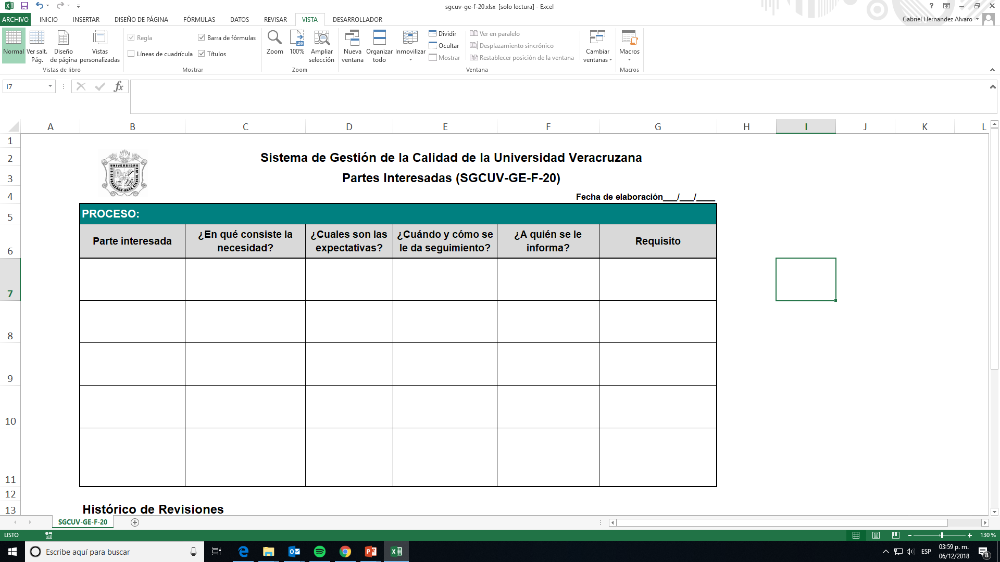 sgcuv-ge-f-20.xlsx [solo lectura] - Excel
?
ARCHIVO INICIO INSERTAR DISEÑO DE PÁGINA FÓRMULAS DATOS REVISAR VISTA DESARROLLADOR
Gabriel Hernandez Alvaro
Normal
Ver salt. Pág.
Diseño de página
Vistas personalizadas
Vistas de libro
Regla
Barra de fórmulas
Líneas de cuadrícula
Títulos
Mostrar
Zoom
100
100%
Ampliar selección
Zoom
Nueva ventana
Organizar todo
Inmovilizar
Dividir
Ocultar
Mostrar
Ver en paralelo
Desplazamiento sincrónico
Restablecer posición de la ventana
Ventana
Cambiar ventanas
Macros
Macros
I7
fx
A B C D E F G H I J K L
1
2
3
4
5
6
7
8
9
10
11
12
13
Sistema de Gestión de la Calidad de la Universidad Veracruzana
Partes Interesadas (SGCUV-GE-F-20)
Fecha de elaboración___/___/____
PROCESO:
Parte interesada
¿En qué consiste la necesidad?
¿Cuales son las expectativas?
¿Cuándo y cómo se le da seguimiento?
¿A quién se le informa?
Requisito
Histórico de Revisiones
SGCUV-GE-F-20
LISTO
130 %
Escribe aquí para buscar
ESP
03:59 p. m.
06/12/2018
8